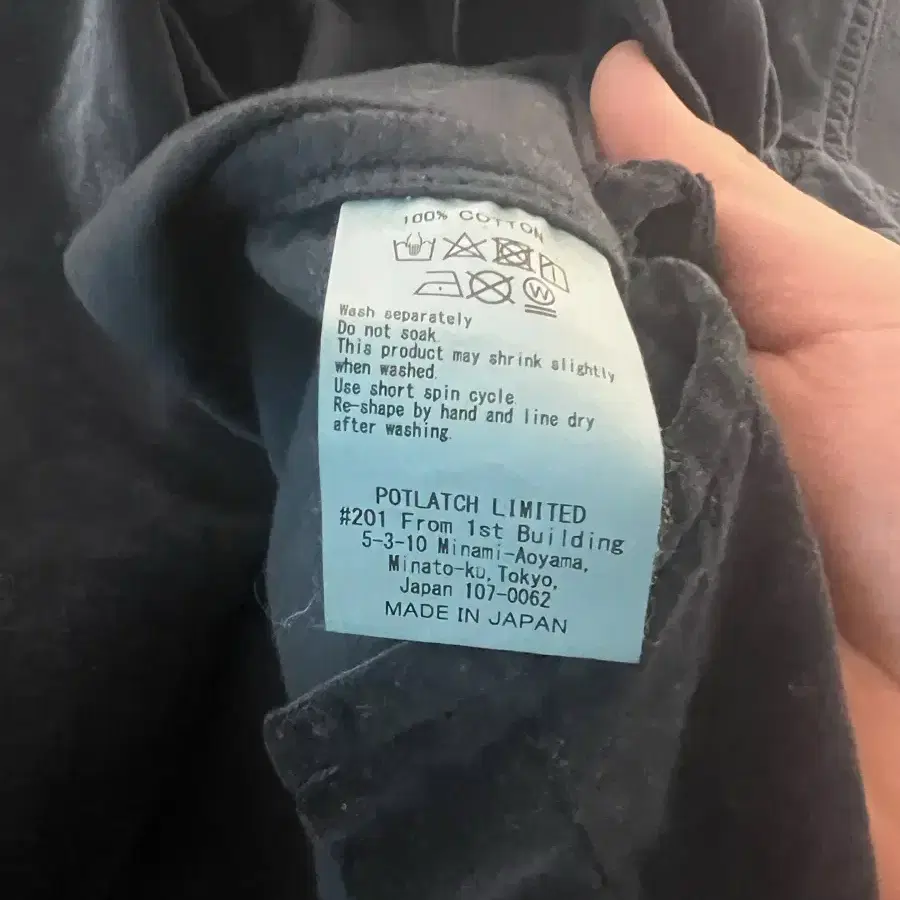 100% COTTON
W
Wash separately
Do not soak.
This product may shrink slightly
when washed.
Use short spin cycle.
Re-shape by hand and line dry
after washing.
POTLATCH LIMITED
#201 From 1st Building
5-3-10 Minami-Aoyama,
Minato-ku, Tokyo,
Japan 107-0062
MADE IN JAPAN